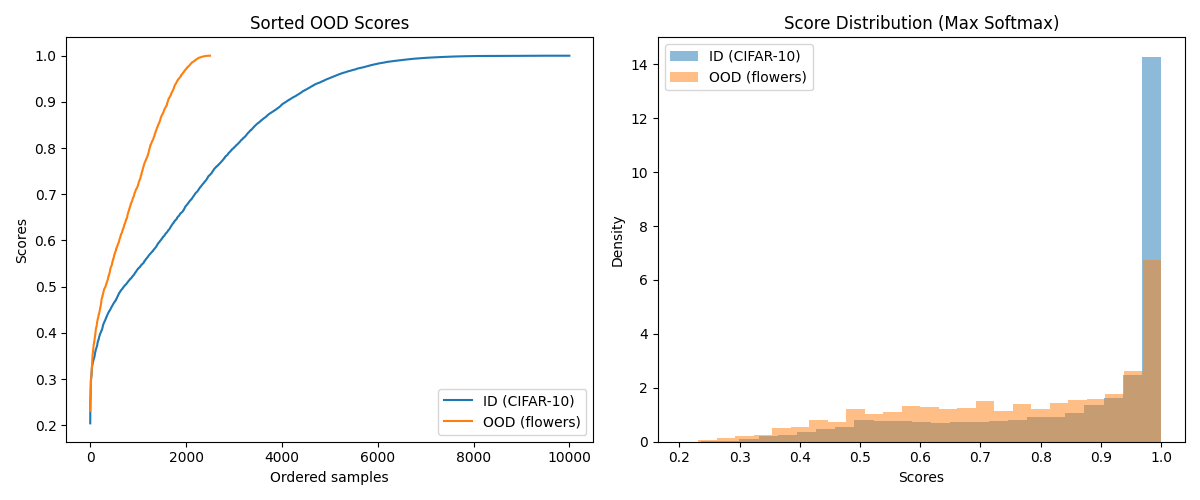 Sorted OOD Scores
Scores
1.0
0.9
0.8
0.7
0.6
0.5
0.4
0.3
0.2
0 2000 4000 6000 8000 10000
Ordered samples
ID (CIFAR-10)
OOD (flowers)
Score Distribution (Max Softmax)
Density
14
12
10
8
6
4
2
0
0.2 0.3 0.4 0.5 0.6 0.7 0.8 0.9 1.0
Scores
ID (CIFAR-10)
OOD (flowers)